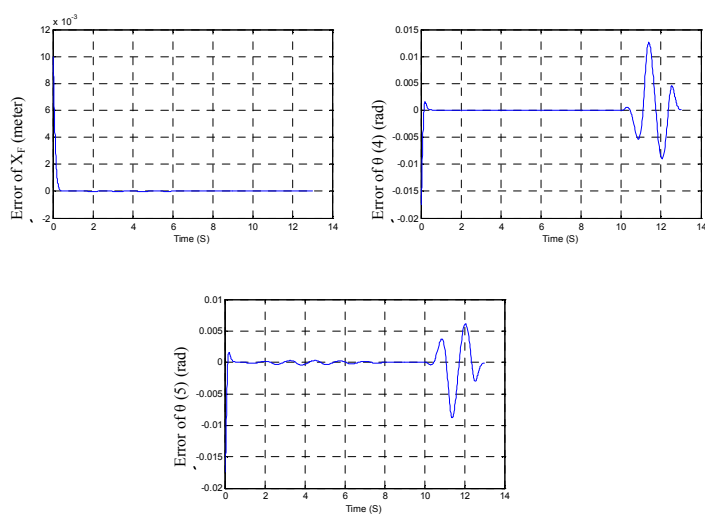 x 10⁻³
12
10
8
6
4
2
0
-2
Error of X_F (meter)
0 2 4 6 8 10 12 14
Time (S)
0.015
0.01
0.005
0
-0.005
-0.01
-0.015
-0.02
Error of θ (4) (rad)
0 2 4 6 8 10 12 14
Time (S)
0.01
0.005
0
-0.005
-0.01
-0.015
-0.02
Error of θ (5) (rad)
0 2 4 6 8 10 12 14
Time (S)